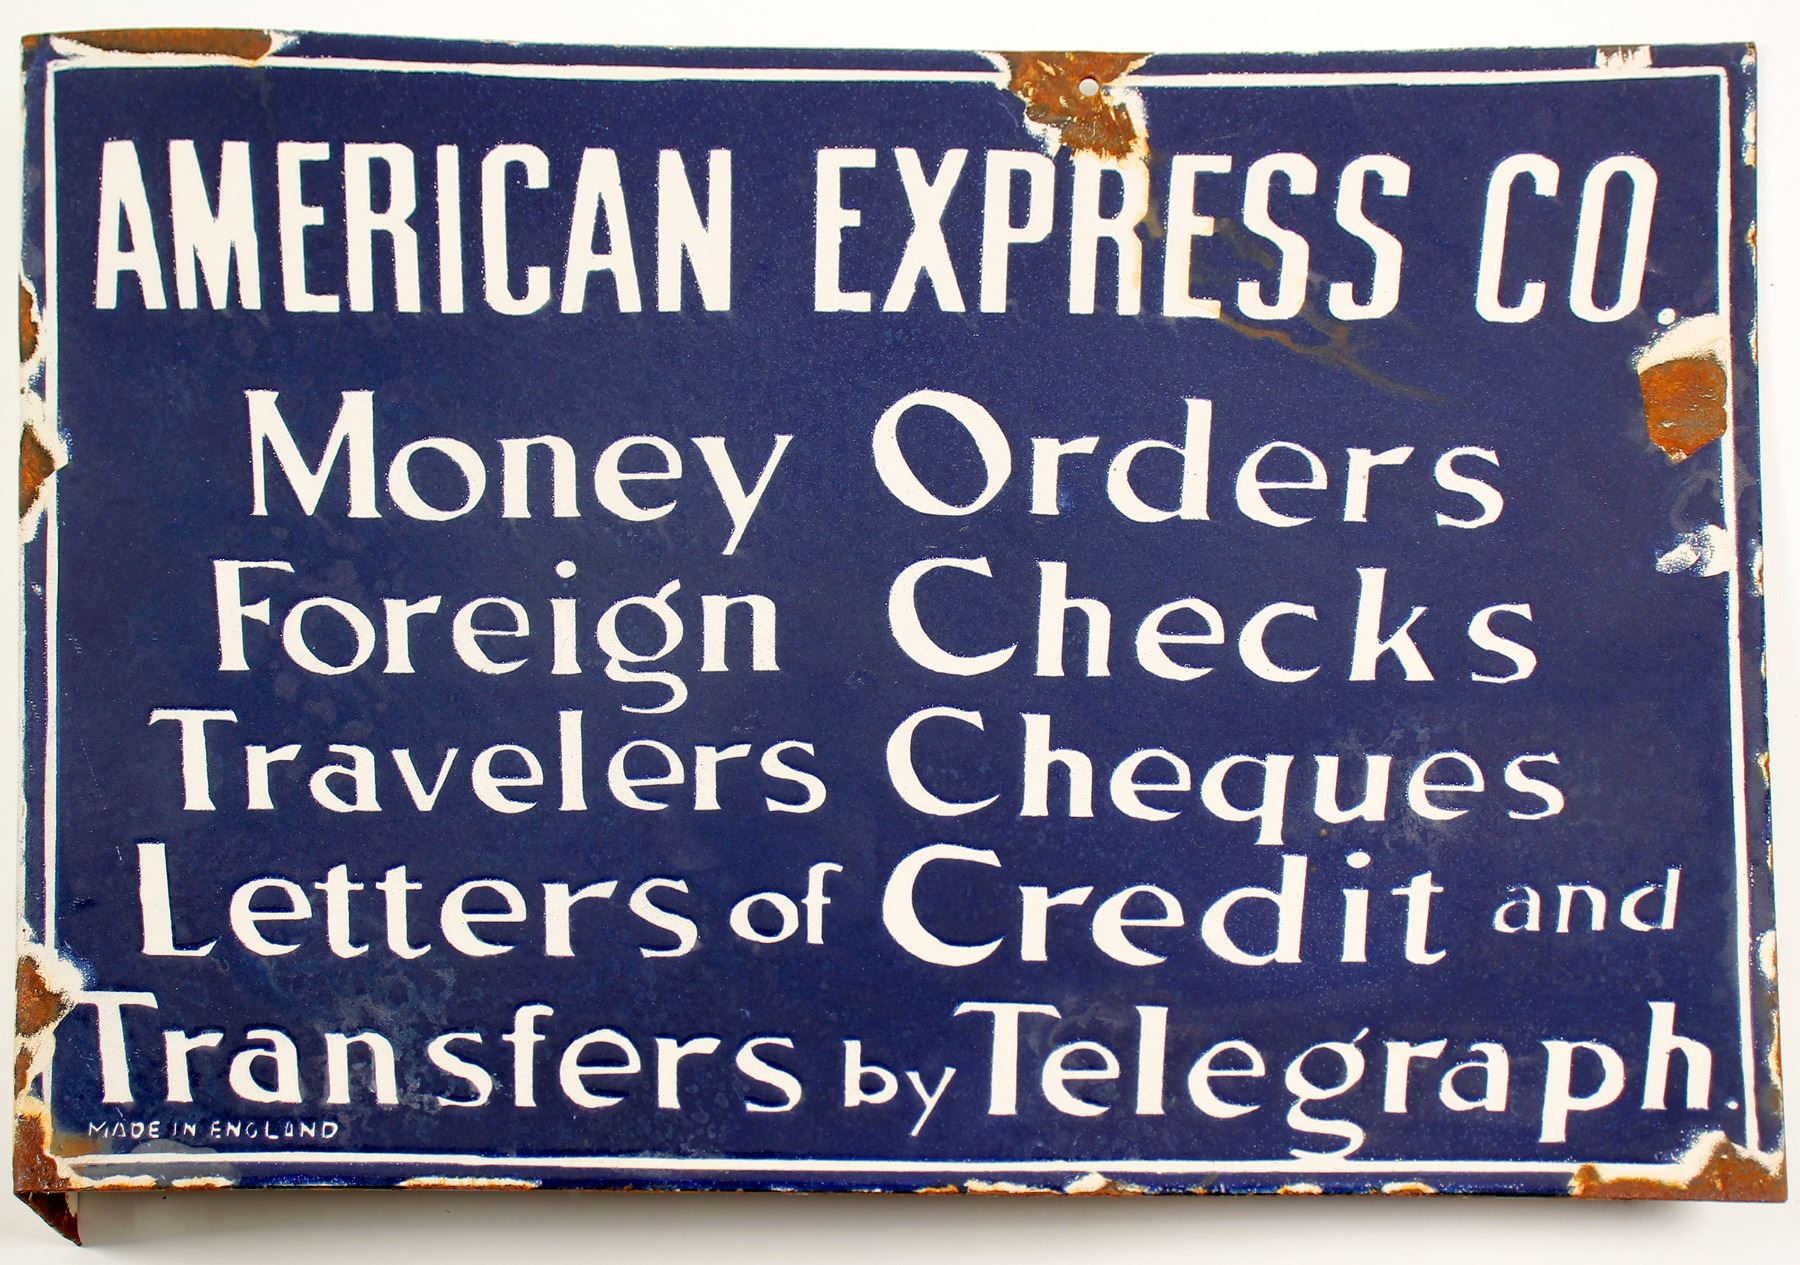 AMERICAN EXPRESS CO.
Money Orders
Foreign Checks
Travelers Cheques
Letters of Credit and
Transfers by Telegraph.
MADE IN ENGLAND